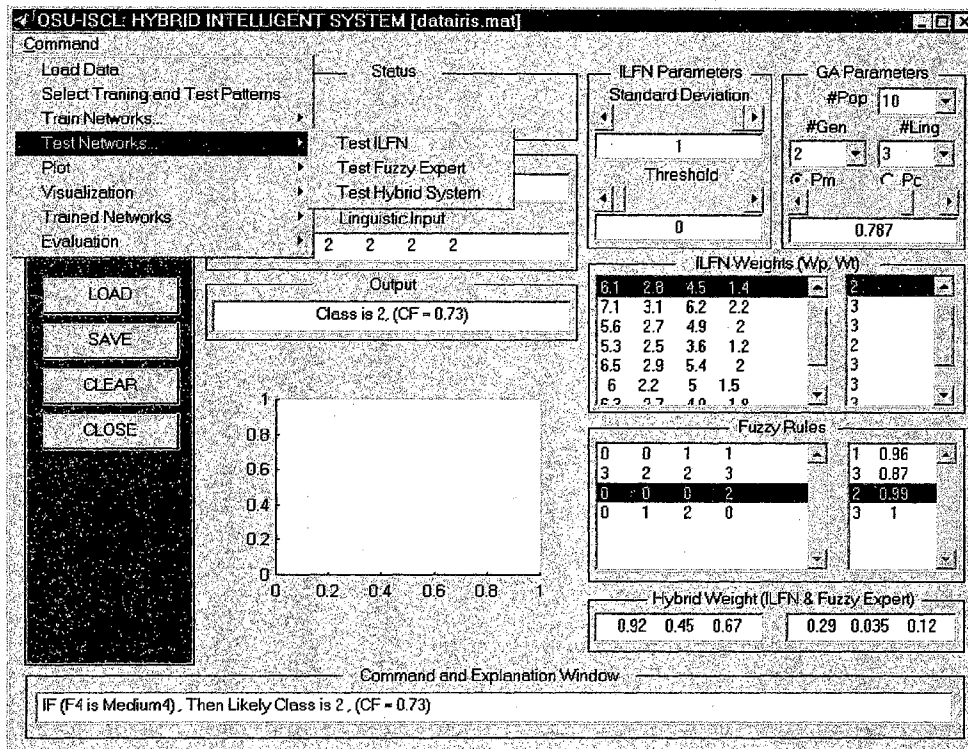 OSU-ISCL: HYBRID INTELLIGENT SYSTEM [datairis.mat]
Command
Load Data
Select Traning and Test Patterns
Train Networks...
Test Networks...
Plot
Visualization
Trained Networks
Evaluation
Test ILFN
Test Fuzzy Expert
Test Hybrid System
Status
Linguistic Input
2 2 2 2
Output
Class is 2, (CF = 0.73)
LOAD
SAVE
CLEAR
CLOSE
1
0.8
0.6
0.4
0.2
0
0 0.2 0.4 0.6 0.8 1
ILFN Parameters
Standard Deviation
1
Threshold
0
GA Parameters
#Pop 10
#Gen #Ling
2 3
Pm Pc
0.787
ILFN Weights (Wp, Wt)
6.1 2.8 4.5 1.4 2
7.1 3.1 6.2 2.2 3
5.6 2.7 4.9 2 3
5.3 2.5 3.6 1.2 2
6.5 2.9 5.4 2 3
6 2.2 5 1.5 3
6.3 2.7 4.9 1.8 3
Fuzzy Rules
0 0 1 1 1 0.96
3 2 2 3 3 0.87
0 0 0 2 2 0.99
0 1 2 0 3 1
Hybrid Weight (ILFN & Fuzzy Expert)
0.92 0.45 0.67 0.29 0.035 0.12
Command and Explanation Window
IF (F4 is Medium4) , Then Likely Class is 2 , (CF = 0.73)